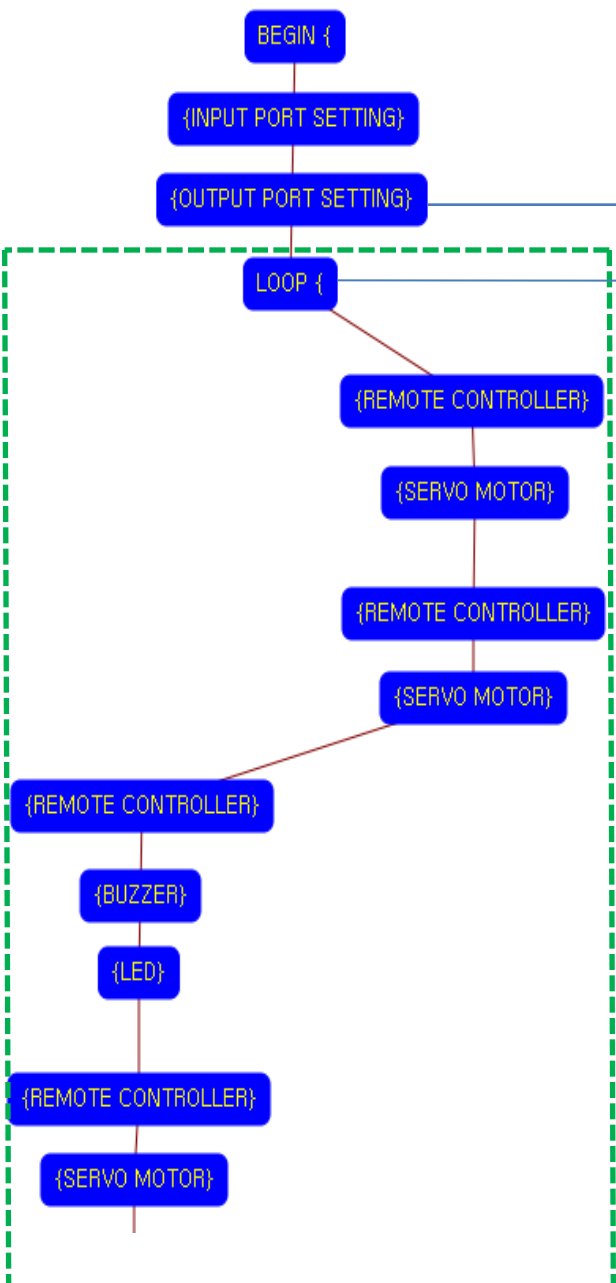 BEGIN {
{INPUT PORT SETTING}
{OUTPUT PORT SETTING}
LOOP {
{REMOTE CONTROLLER}
{SERVO MOTOR}
{REMOTE CONTROLLER}
{SERVO MOTOR}
{REMOTE CONTROLLER}
{BUZZER}
{LED}
{REMOTE CONTROLLER}
{SERVO MOTOR}